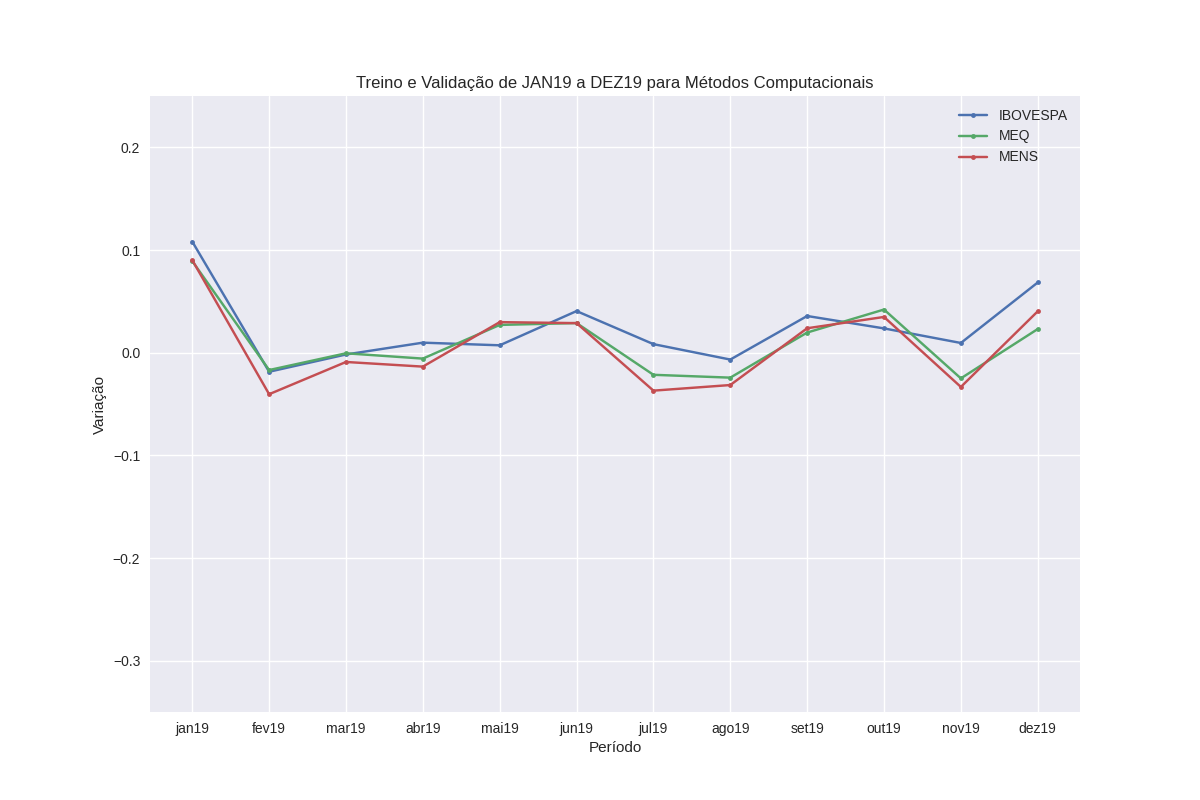 Treino e Validação de JAN19 a DEZ19 para Métodos Computacionais
IBOVESPA
MEQ
MENS
0.2
0.1
0.0
−0.1
−0.2
−0.3
Variação
jan19 fev19 mar19 abr19 mai19 jun19 jul19 ago19 set19 out19 nov19 dez19
Período